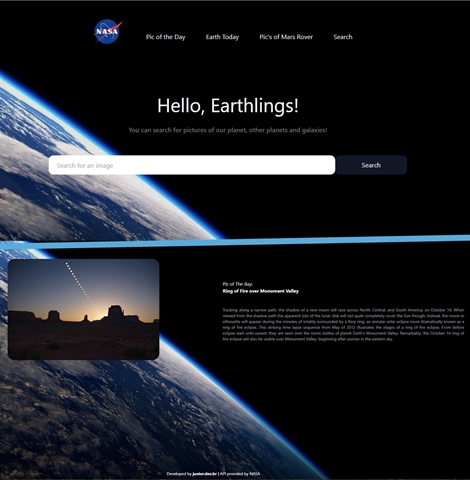 NASA
Pic of the Day Earth Today Pic's of Mars Rover Search
Hello, Earthlings!
You can search for pictures of our planet, other planets and galaxies!
Search for an image Search
Pic of The day:
Ring of Fire over Monument Valley
Tracking along a narrow path, the shadow of a new moon will race across North, Central, and South America, on October 14. When
viewed from the shadow path the apparent size of the lunar disk will not quite completely cover the Sun though. Instead, the moon in
silhouette will appear during the minutes of totality surrounded by a fiery ring, an annular solar eclipse more dramatically known as a
ring of fire eclipse. This striking time lapse sequence from May of 2012 illustrates the stages of a ring of fire eclipse. From before
eclipse start until sunset, they are seen over the iconic buttes of planet Earth's Monument Valley. Remarkably, the October 14 ring of
fire eclipse will also be visible over Monument Valley, beginning after sunrise in the eastern sky.
Developed by junior.dev.br | API provided by NASA